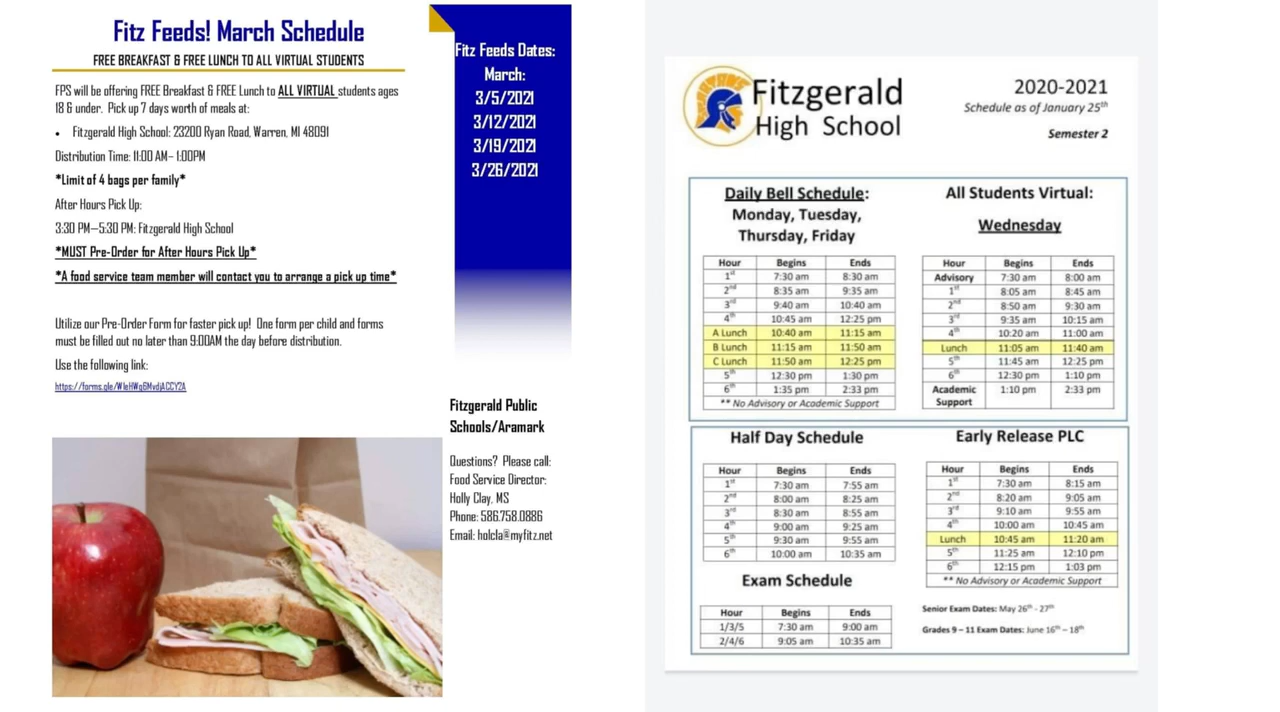 Fitz Feeds! March Schedule
FREE BREAKFAST & FREE LUNCH TO ALL VIRTUAL STUDENTS
FPS will be offering FREE Breakfast & FREE Lunch to ALL VIRTUAL students ages
18 & under. Pick up 7 days worth of meals at:
• Fitzgerald High School: 23200 Ryan Road, Warren, MI 48091
Distribution Time: 11:00 AM– 1:00PM
*Limit of 4 bags per family*
After Hours Pick Up:
3:30 PM—5:30 PM: Fitzgerald High School
*MUST Pre-Order for After Hours Pick Up*
*A food service team member will contact you to arrange a pick up time*
Utilize our Pre-Order Form for faster pick up! One form per child and forms
must be filled out no later than 9:00AM the day before distribution.
Use the following link:
Fitz Feeds Dates:
March:
3/5/2021
3/12/2021
3/19/2021
3/26/2021
Fitzgerald Public
Schools/Aramark
Questions? Please call:
Food Service Director:
Holly Clay, MS
Phone: 586.758.0886
Email: holcla@myfitz.net
Fitzgerald
High School
2020-2021
Schedule as of January 25th
Semester 2
Daily Bell Schedule:
Monday, Tuesday,
Thursday, Friday
Hour Begins Ends
1st 7:30 am 8:30 am
2nd 8:35 am 9:35 am
3rd 9:40 am 10:40 am
4th 10:45 am 12:25 pm
A Lunch 10:40 am 11:15 am
B Lunch 11:15 am 11:50 am
C Lunch 11:50 am 12:25 pm
5th 12:30 pm 1:30 pm
6th 1:35 pm 2:33 pm
** No Advisory or Academic Support
All Students Virtual:
Wednesday
Hour Begins Ends
Advisory 7:30 am 8:00 am
1st 8:05 am 8:45 am
2nd 8:50 am 9:30 am
3rd 9:35 am 10:15 am
4th 10:20 am 11:00 am
Lunch 11:05 am 11:40 am
5th 11:45 am 12:25 pm
6th 12:30 pm 1:10 pm
Academic 1:10 pm 2:33 pm
Support
Half Day Schedule
Hour Begins Ends
1st 7:30 am 7:55 am
2nd 8:00 am 8:25 am
3rd 8:30 am 8:55 am
4th 9:00 am 9:25 am
5th 9:30 am 9:55 am
6th 10:00 am 10:35 am
Exam Schedule
Hour Begins Ends
1/3/5 7:30 am 9:00 am
2/4/6 9:05 am 10:35 am
Early Release PLC
Hour Begins Ends
1st 7:30 am 8:15 am
2nd 8:20 am 9:05 am
3rd 9:10 am 9:55 am
4th 10:00 am 10:45 am
Lunch 10:45 am 11:20 am
5th 11:25 am 12:10 pm
6th 12:15 pm 1:03 pm
** No Advisory or Academic Support
Senior Exam Dates: May 26th - 27th
Grades 9 – 11 Exam Dates: June 16th – 18th